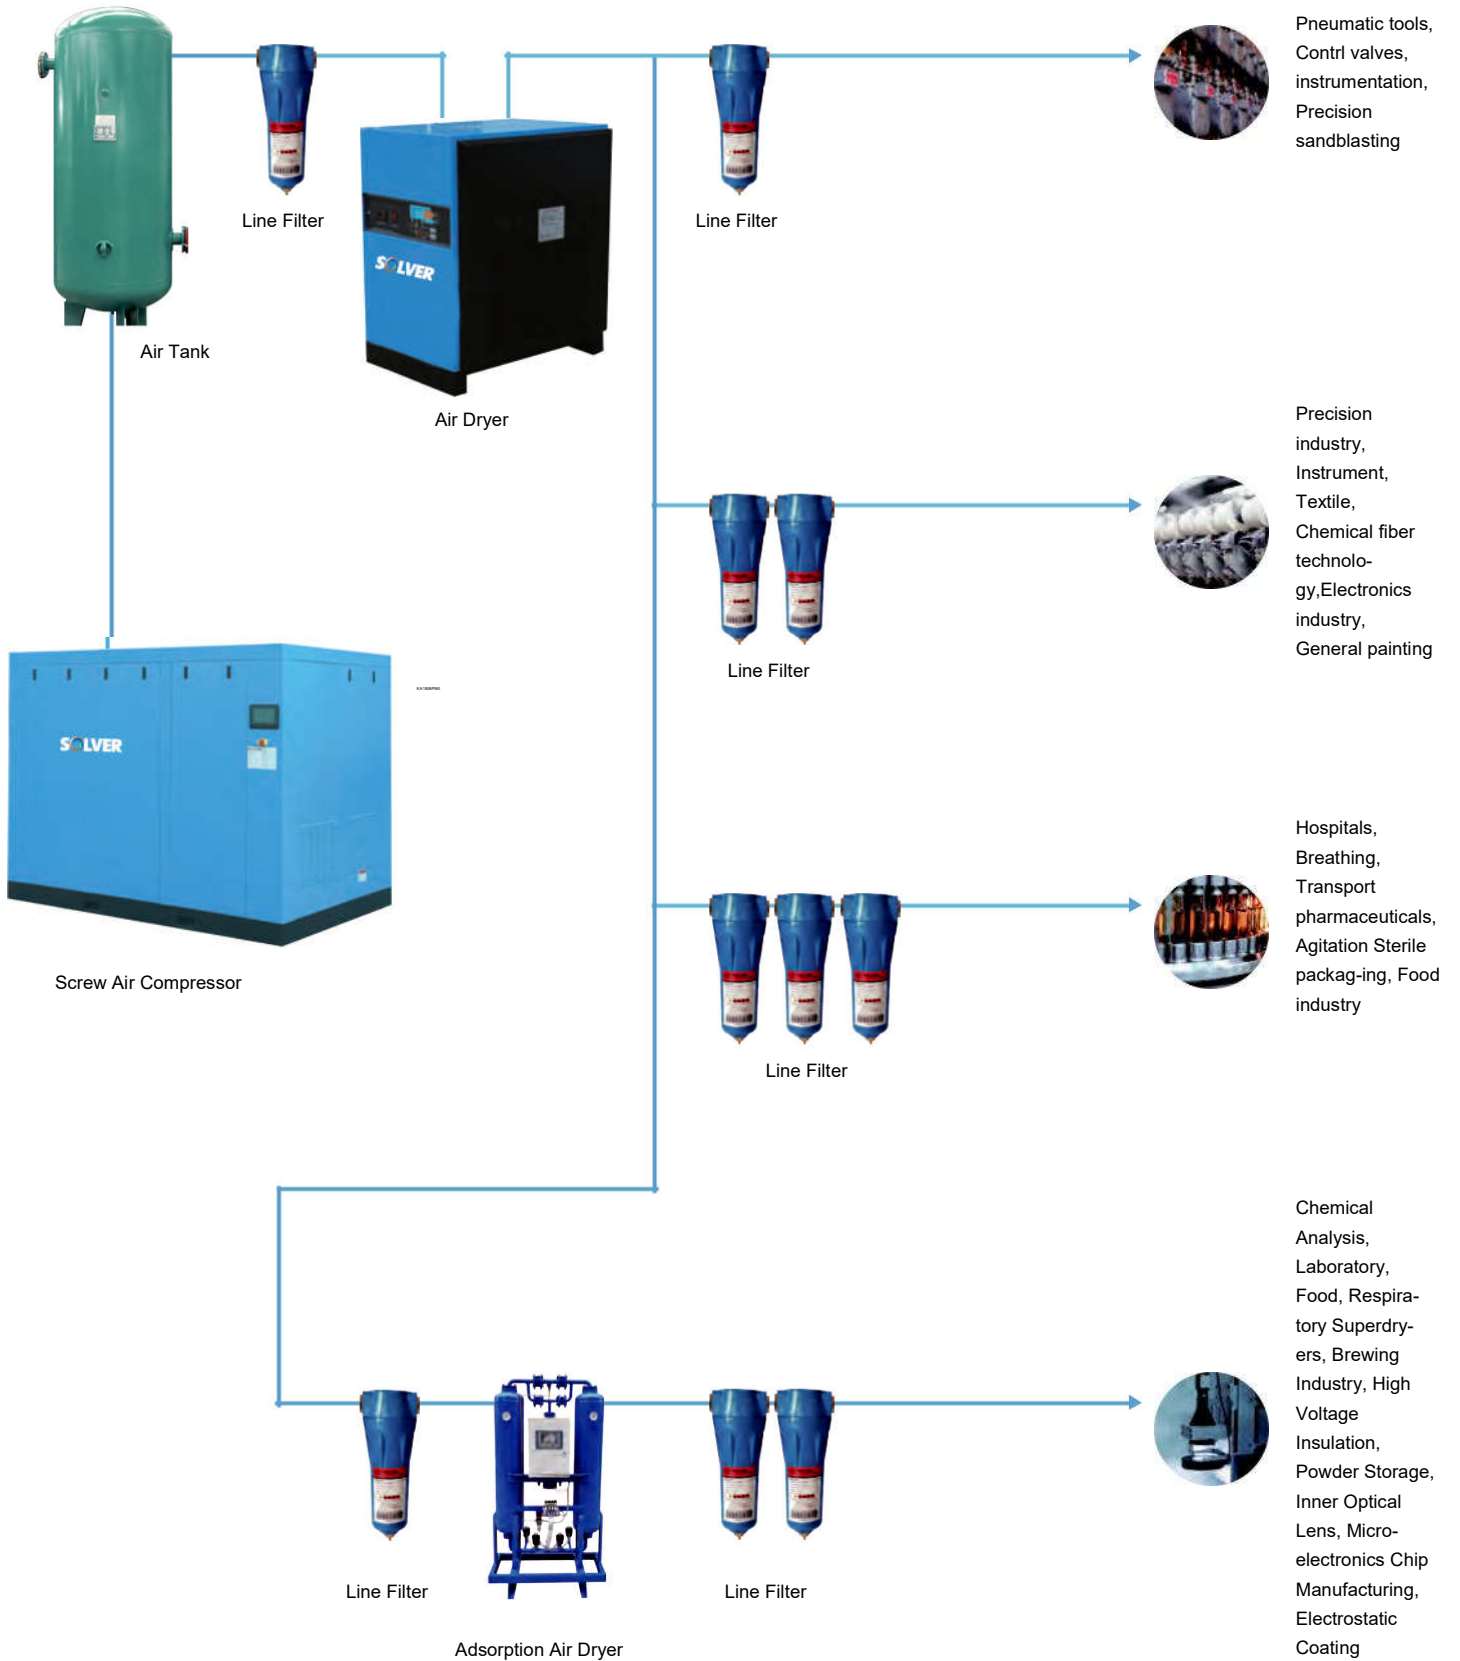 Pneumatic tools,
Contrl valves,
instrumentation,
Precision
sandblasting
Line Filter
Line Filter
SOLVER
Air Tank
Air Dryer
Precision
industry,
Instrument,
Textile,
Chemical fiber
technolo-
gy,Electronics
industry,
General painting
Line Filter
SOLVER
Screw Air Compressor
Hospitals,
Breathing,
Transport
pharmaceuticals,
Agitation Sterile
packag-ing, Food
industry
Line Filter
Chemical
Analysis,
Laboratory,
Food, Respira-
tory Superdry-
ers, Brewing
Industry, High
Voltage
Insulation,
Powder Storage,
Inner Optical
Lens, Micro-
electronics Chip
Manufacturing,
Electrostatic
Coating
Line Filter
Line Filter
Adsorption Air Dryer